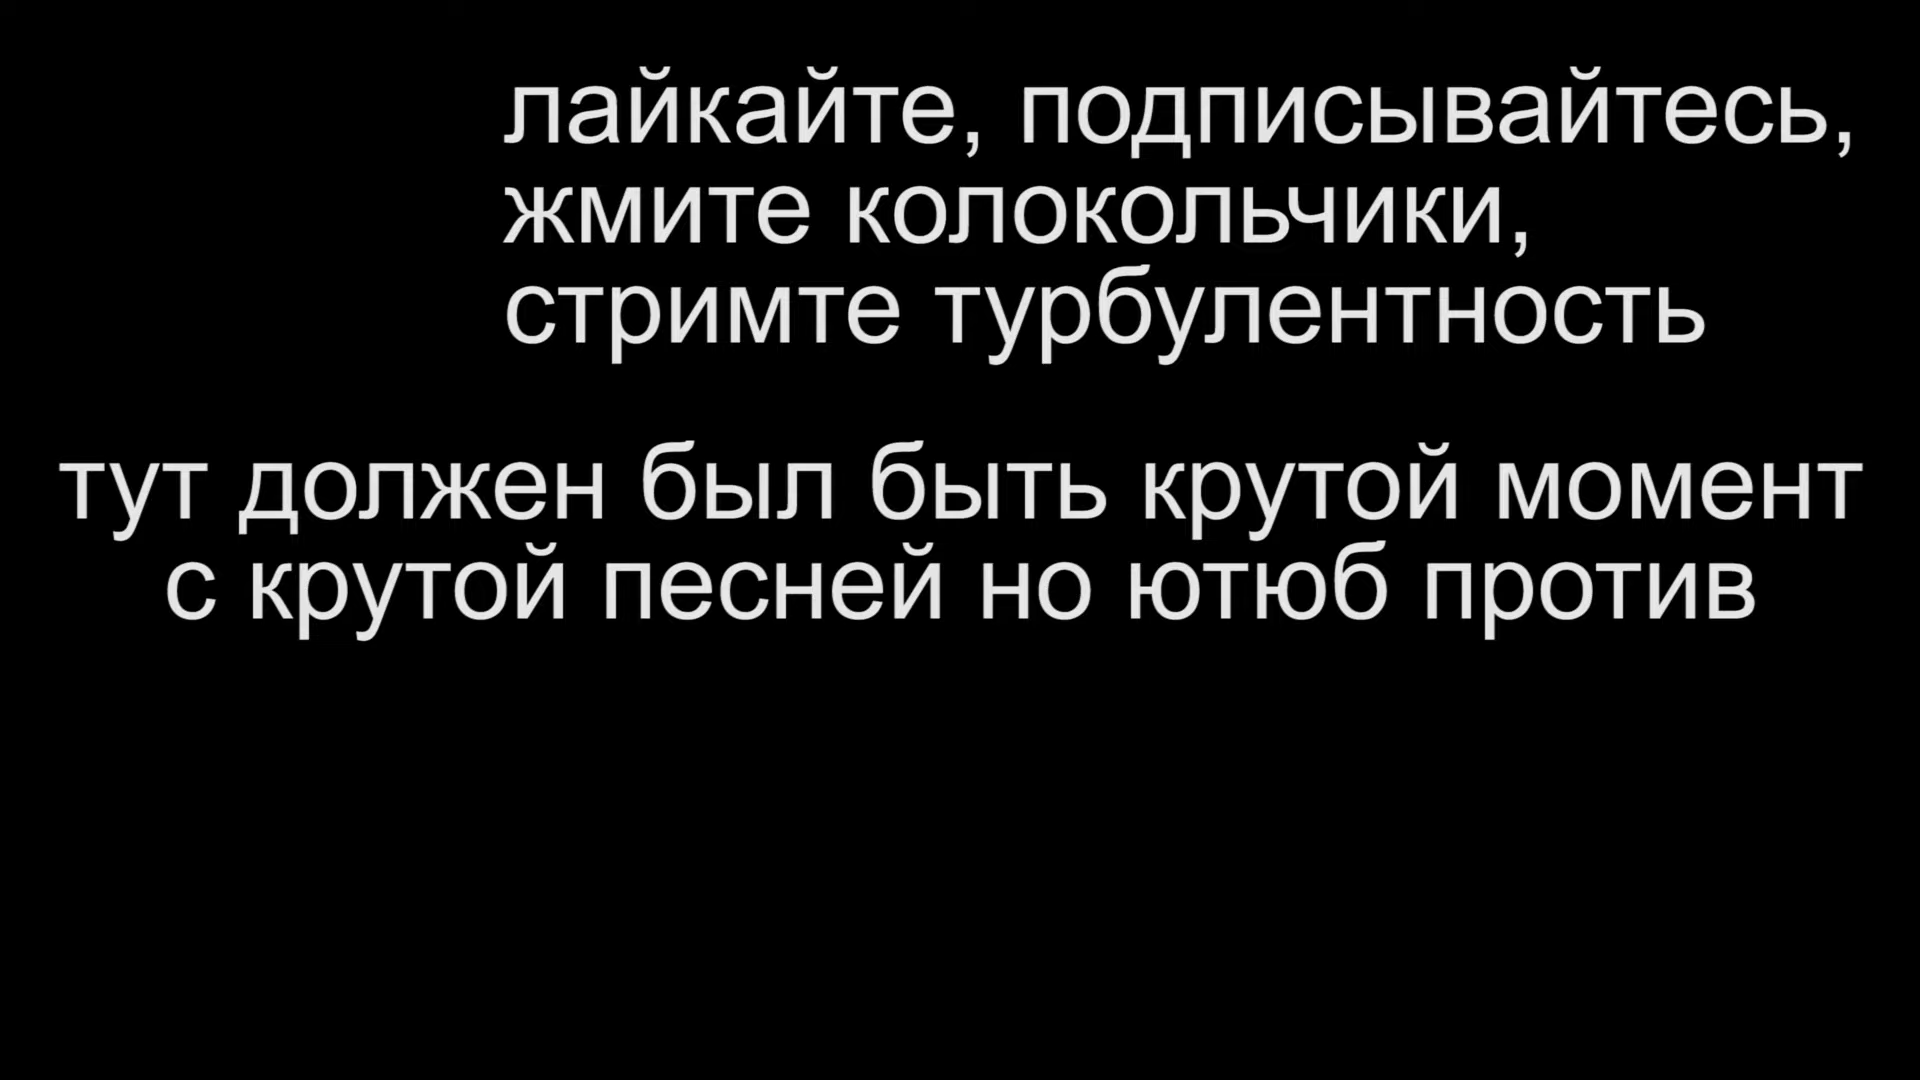 лайкайте, подписывайтесь,
жмите колокольчики,
стримте турбулентность
тут должен был быть крутой момент
с крутой песней но ютюб против